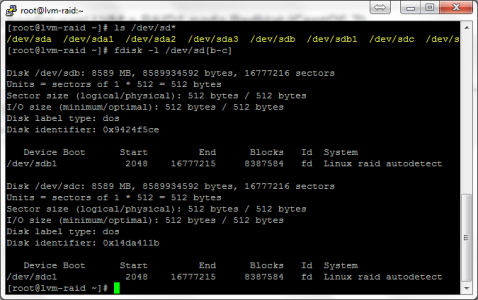 root@lvm-raid:~
[root@lvm-raid ~]# ls /dev/sd*
/dev/sda  /dev/sda1  /dev/sda2  /dev/sda3  /dev/sdb  /dev/sdb1  /dev/sdc  /dev/s
[root@lvm-raid ~]# fdisk -l /dev/sd[b-c]
Disk /dev/sdb: 8589 MB, 8589934592 bytes, 16777216 sectors
Units = sectors of 1 * 512 = 512 bytes
Sector size (logical/physical): 512 bytes / 512 bytes
I/O size (minimum/optimal): 512 bytes / 512 bytes
Disk label type: dos
Disk identifier: 0x9424f5ce
Device Boot      Start         End      Blocks   Id  System
/dev/sdb1            2048    16777215     8387584   fd  Linux raid autodetect
Disk /dev/sdc: 8589 MB, 8589934592 bytes, 16777216 sectors
Units = sectors of 1 * 512 = 512 bytes
Sector size (logical/physical): 512 bytes / 512 bytes
I/O size (minimum/optimal): 512 bytes / 512 bytes
Disk label type: dos
Disk identifier: 0x14da411b
Device Boot      Start         End      Blocks   Id  System
/dev/sdc1            2048    16777215     8387584   fd  Linux raid autodetect
[root@lvm-raid ~]#